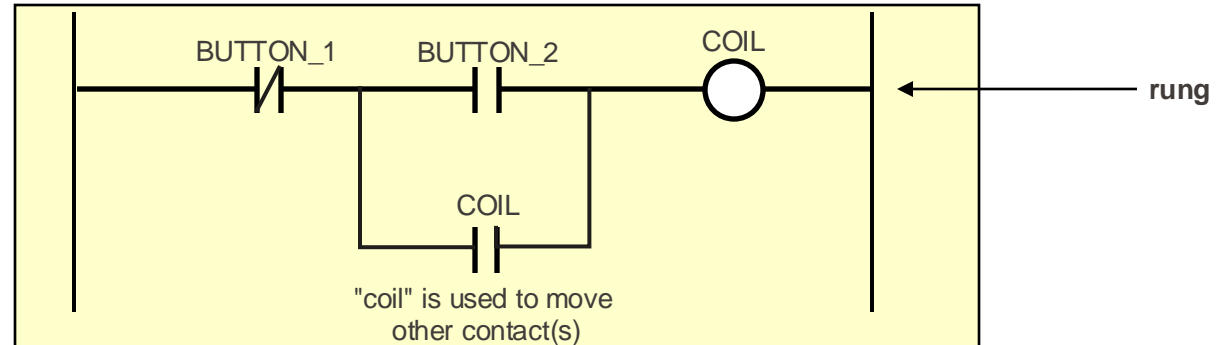 BUTTON_1
BUTTON_2
COIL
rung
COIL
"coil" is used to move
other contact(s)